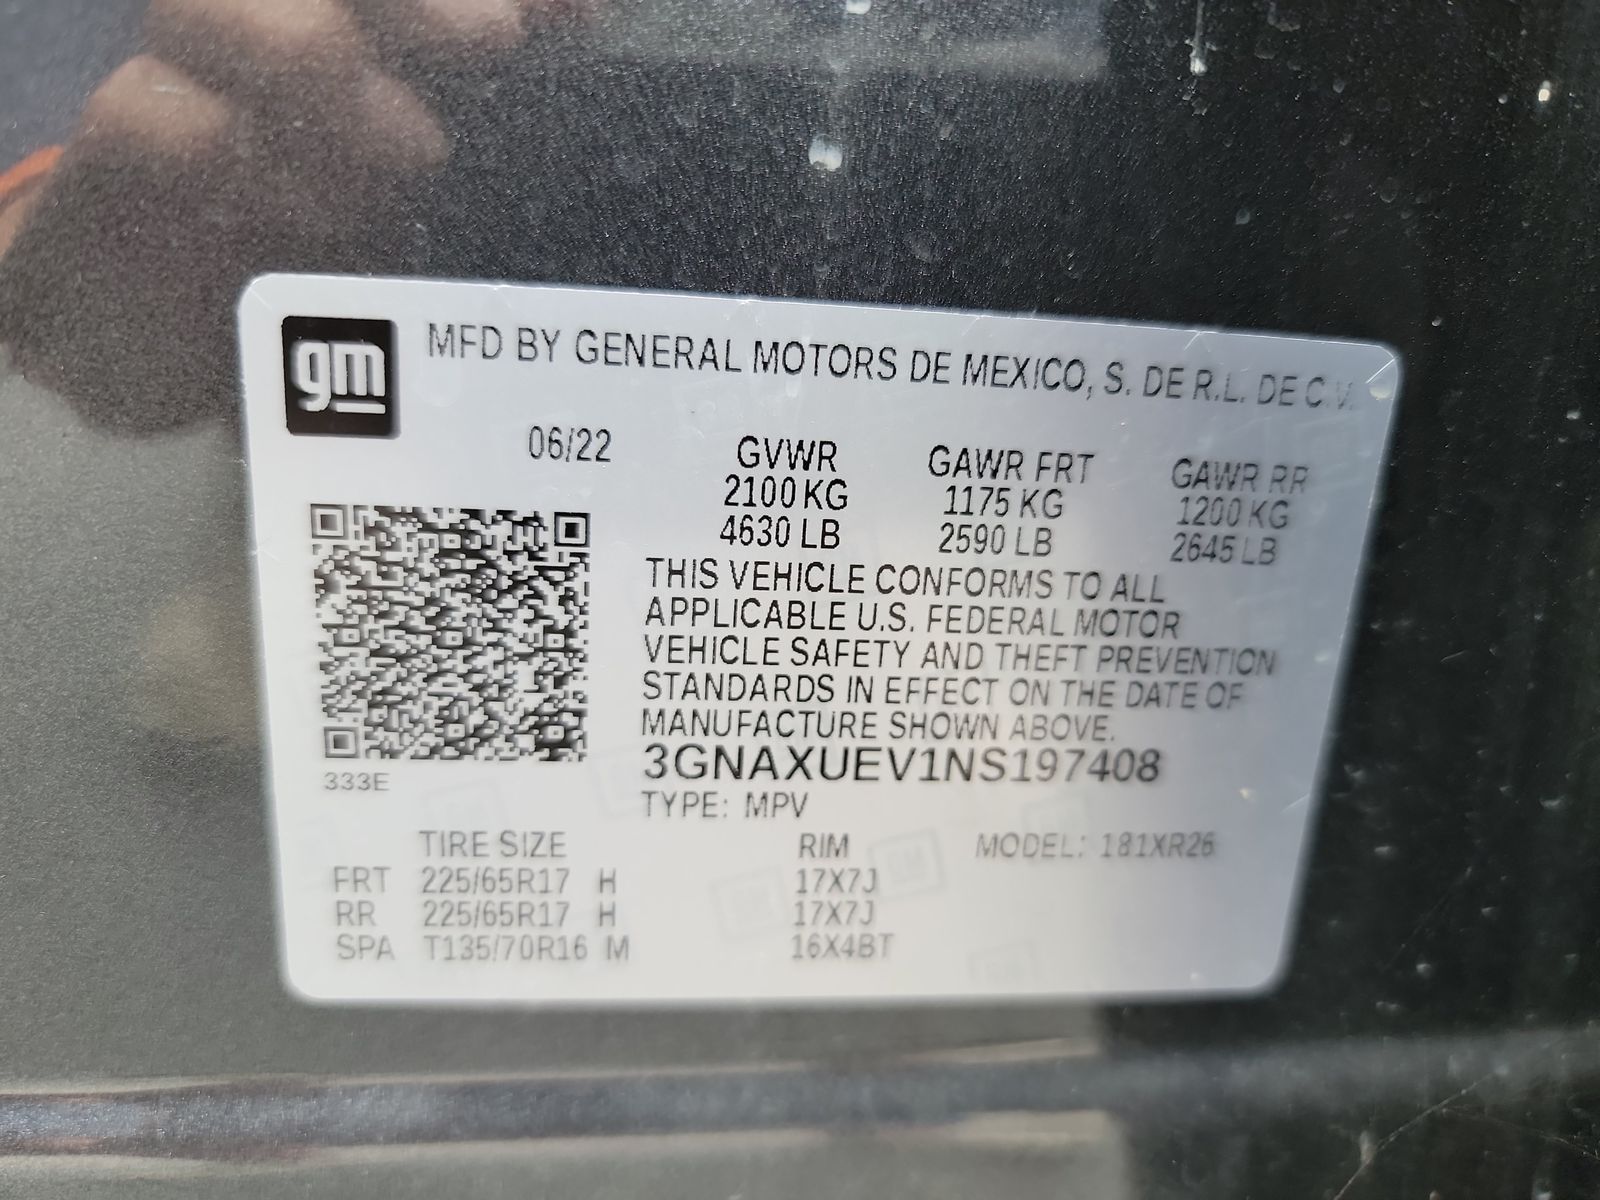 gm
MFD BY GENERAL MOTORS DE MEXICO, S. DE R.L. DE C.V.
06/22
GVWR GAWR FRT GAWR RR
2100 KG 1175 KG 1200 KG
4630 LB 2590 LB 2645 LB
THIS VEHICLE CONFORMS TO ALL
APPLICABLE U.S. FEDERAL MOTOR
VEHICLE SAFETY AND THEFT PREVENTION
STANDARDS IN EFFECT ON THE DATE OF
MANUFACTURE SHOWN ABOVE.
3GNAXUEV1NS197408
333E
TYPE: MPV
TIRE SIZE RIM MODEL: 181XR26
FRT 225/65R17 H 17X7J
RR 225/65R17 H 17X7J
SPA T135/70R16 M 16X4BT